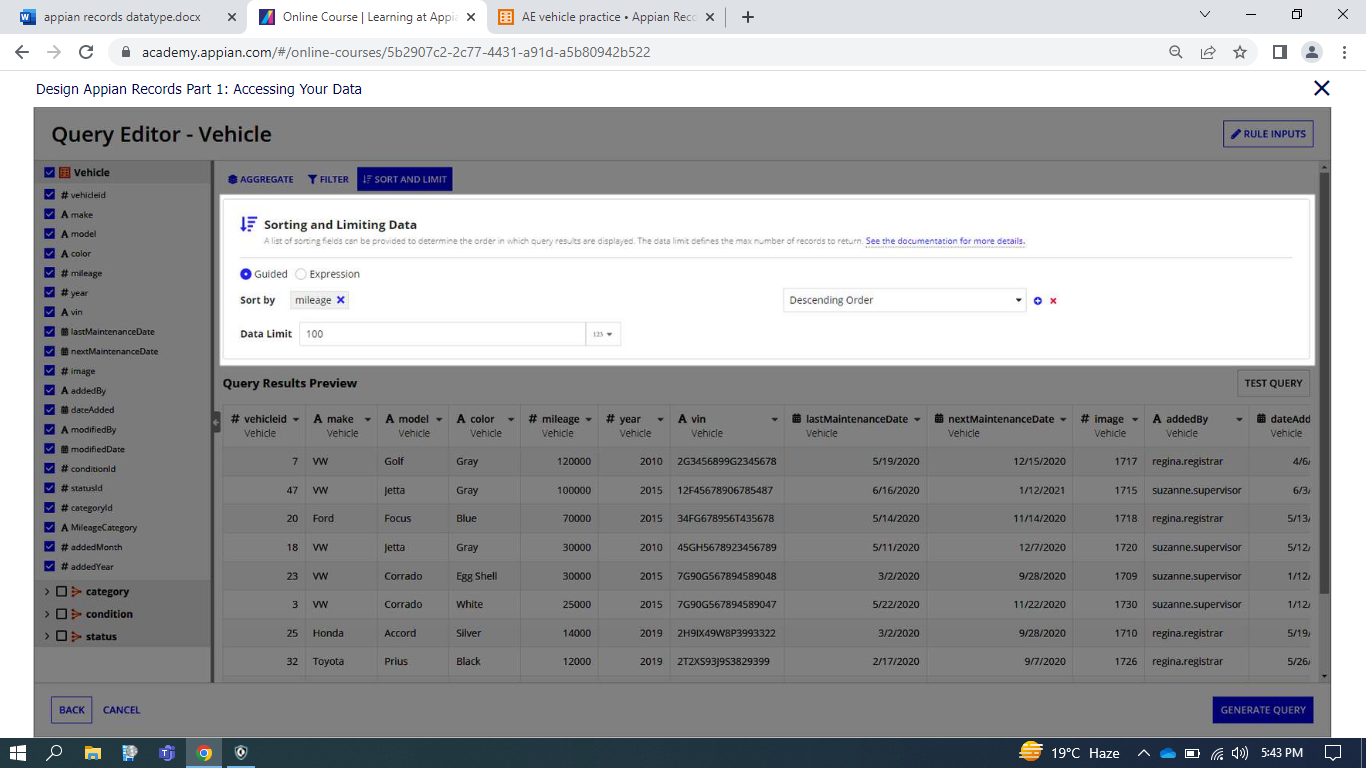 appian records datatype.docx
Online Course | Learning at Appia
AE vehicle practice • Appian Reco
academy.appian.com/#/online-courses/5b2907c2-2c77-4431-a91d-a5b80942b522
Design Appian Records Part 1: Accessing Your Data
Query Editor - Vehicle
RULE INPUTS
Vehicle
vehicleid
make
model
color
mileage
year
vin
lastMaintenanceDate
nextMaintenanceDate
image
addedBy
dateAdded
modifiedBy
modifiedDate
conditionId
statusId
categoryId
MileageCategory
addedMonth
addedYear
category
condition
status
AGGREGATE FILTER SORT AND LIMIT
Sorting and Limiting Data
A list of sorting fields can be provided to determine the order in which query results are displayed. The data limit defines the max number of records to return. See the documentation for more details.
Guided Expression
Sort by mileage Descending Order
Data Limit 100 123
Query Results Preview TEST QUERY
# vehicleid A make A model A color # mileage # year A vin lastMaintenanceDate nextMaintenanceDate # image A addedBy dateAdd
Vehicle Vehicle Vehicle Vehicle Vehicle Vehicle Vehicle Vehicle Vehicle Vehicle Vehicle Vehicle
7 VW Golf Gray 120000 2010 2G3456899G2345678 5/19/2020 12/15/2020 1717 regina.registrar 4/6/
47 VW Jetta Gray 100000 2015 12F45678906785487 6/16/2020 1/12/2021 1715 suzanne.supervisor 6/3/
20 Ford Focus Blue 70000 2015 34FG678956T435678 5/14/2020 11/14/2020 1718 regina.registrar 5/13/
18 VW Jetta Gray 30000 2010 45GH5678923456789 5/11/2020 12/7/2020 1720 suzanne.supervisor 5/12/
23 VW Corrado Egg Shell 30000 2015 7G90G567894589048 3/2/2020 9/28/2020 1709 suzanne.supervisor 1/12/
3 VW Corrado White 25000 2015 7G90G567894589047 5/22/2020 11/22/2020 1730 suzanne.supervisor 1/12/
25 Honda Accord Silver 14000 2019 2H9IX49W8P3993322 3/2/2020 9/28/2020 1710 regina.registrar 5/19/
32 Toyota Prius Black 12000 2019 2T2XS93J9S3829399 2/17/2020 9/7/2020 1726 regina.registrar 5/26/
BACK CANCEL GENERATE QUERY
19°C Haze 5:43 PM